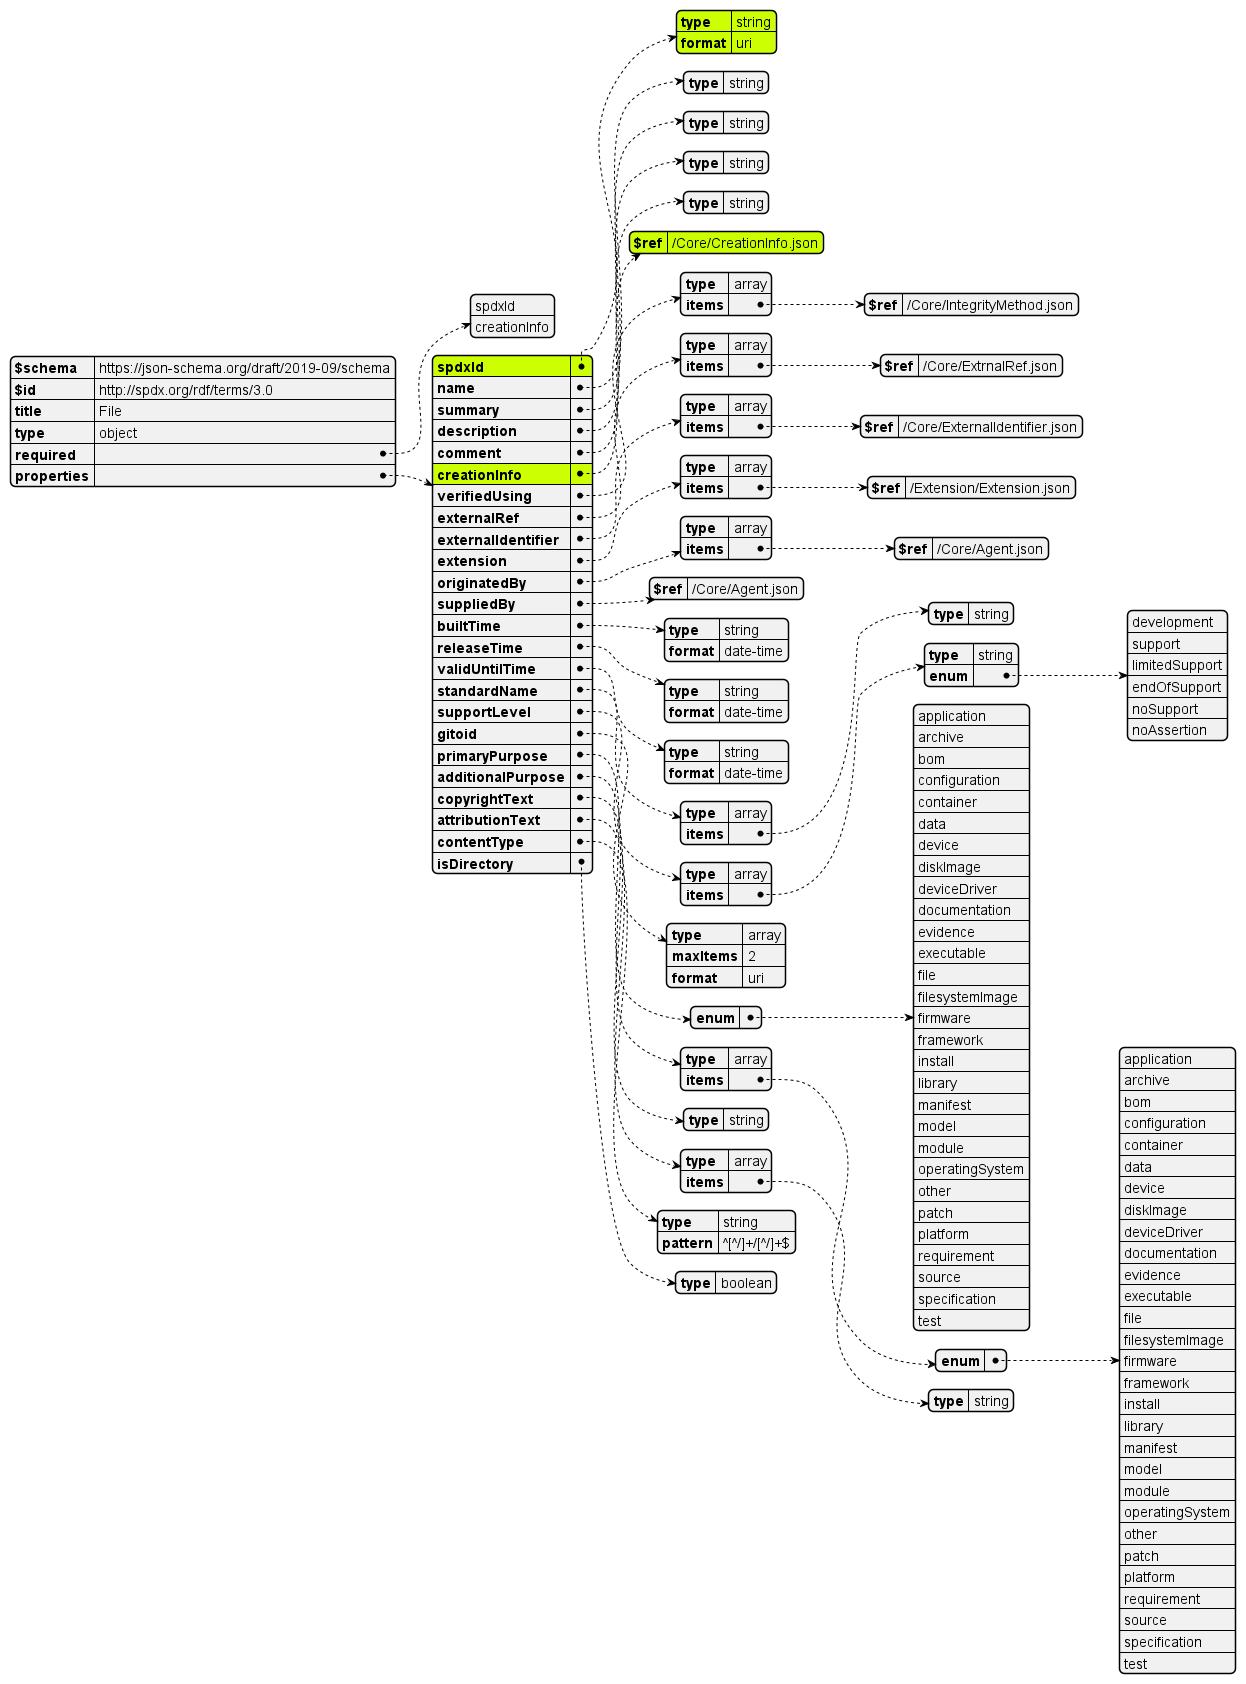 $schema https://json-schema.org/draft/2019-09/schema
$id http://spdx.org/rdf/terms/3.0
title File
type object
required
properties
spdxId
creationInfo
spdxId
name
summary
description
comment
creationInfo
verifiedUsing
externalRef
externalIdentifier
extension
originatedBy
suppliedBy
builtTime
releaseTime
validUntilTime
standardName
supportLevel
gitoid
primaryPurpose
additionalPurpose
copyrightText
attributionText
contentType
isDirectory
type string
format uri
type string
type string
type string
type string
$ref /Core/CreationInfo.json
type array
items
$ref /Core/IntegrityMethod.json
type array
items
$ref /Core/ExtrnalRef.json
type array
items
$ref /Core/ExternalIdentifier.json
type array
items
$ref /Extension/Extension.json
type array
items
$ref /Core/Agent.json
$ref /Core/Agent.json
type string
format date-time
type string
format date-time
type string
format date-time
type array
items
type string
type array
items
type string
enum
development
support
limitedSupport
endOfSupport
noSupport
noAssertion
type array
maxItems 2
format uri
enum
application
archive
bom
configuration
container
data
device
diskImage
deviceDriver
documentation
evidence
executable
file
filesystemImage
firmware
framework
install
library
manifest
model
module
operatingSystem
other
patch
platform
requirement
source
specification
test
type array
items
type string
type array
items
type string
pattern ^[^/]+/[^/]+$
type boolean
enum
application
archive
bom
configuration
container
data
device
diskImage
deviceDriver
documentation
evidence
executable
file
filesystemImage
firmware
framework
install
library
manifest
model
module
operatingSystem
other
patch
platform
requirement
source
specification
test
type string